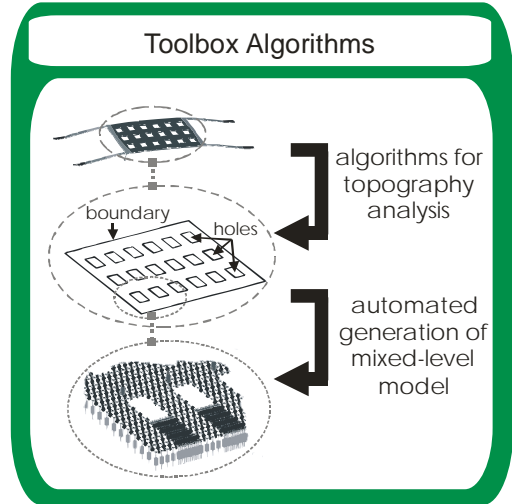 Toolbox Algorithms
algorithms for
topography
analysis
boundary
holes
automated
generation of
mixed-level
model